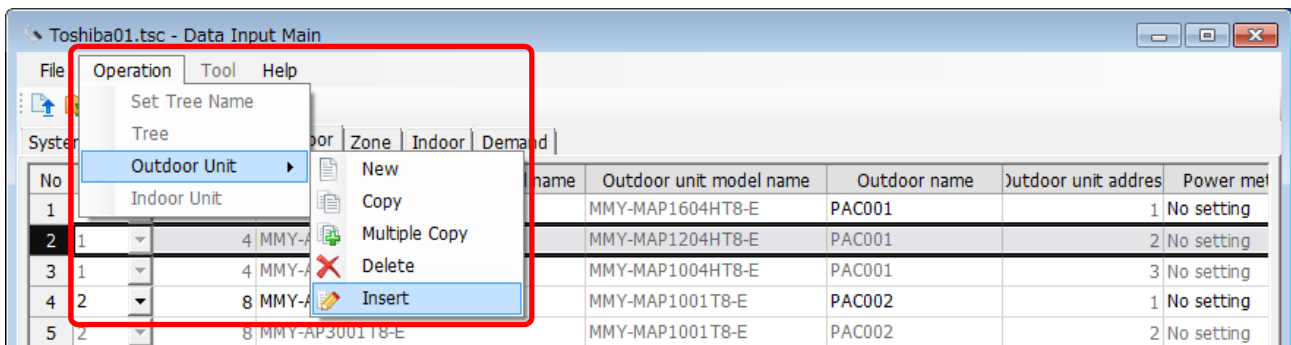 Toshiba01.tsc - Data Input Main
File Operation Tool Help
Set Tree Name
Tree
Outdoor Unit
Indoor Unit
Zone Indoor Demand
New
Copy
Multiple Copy
Delete
Insert
No name Outdoor unit model name Outdoor name Outdoor unit addres Power met
1 MMY-MAP1604HT8-E PAC001 1 No setting
2 1 4 MMY-A MMY-MAP1204HT8-E PAC001 2 No setting
3 1 4 MMY-A MMY-MAP1004HT8-E PAC001 3 No setting
4 2 8 MMY-A MMY-MAP1001T8-E PAC002 1 No setting
5 2 8 MMY-AP3001T8-E MMY-MAP1001T8-E PAC002 2 No setting